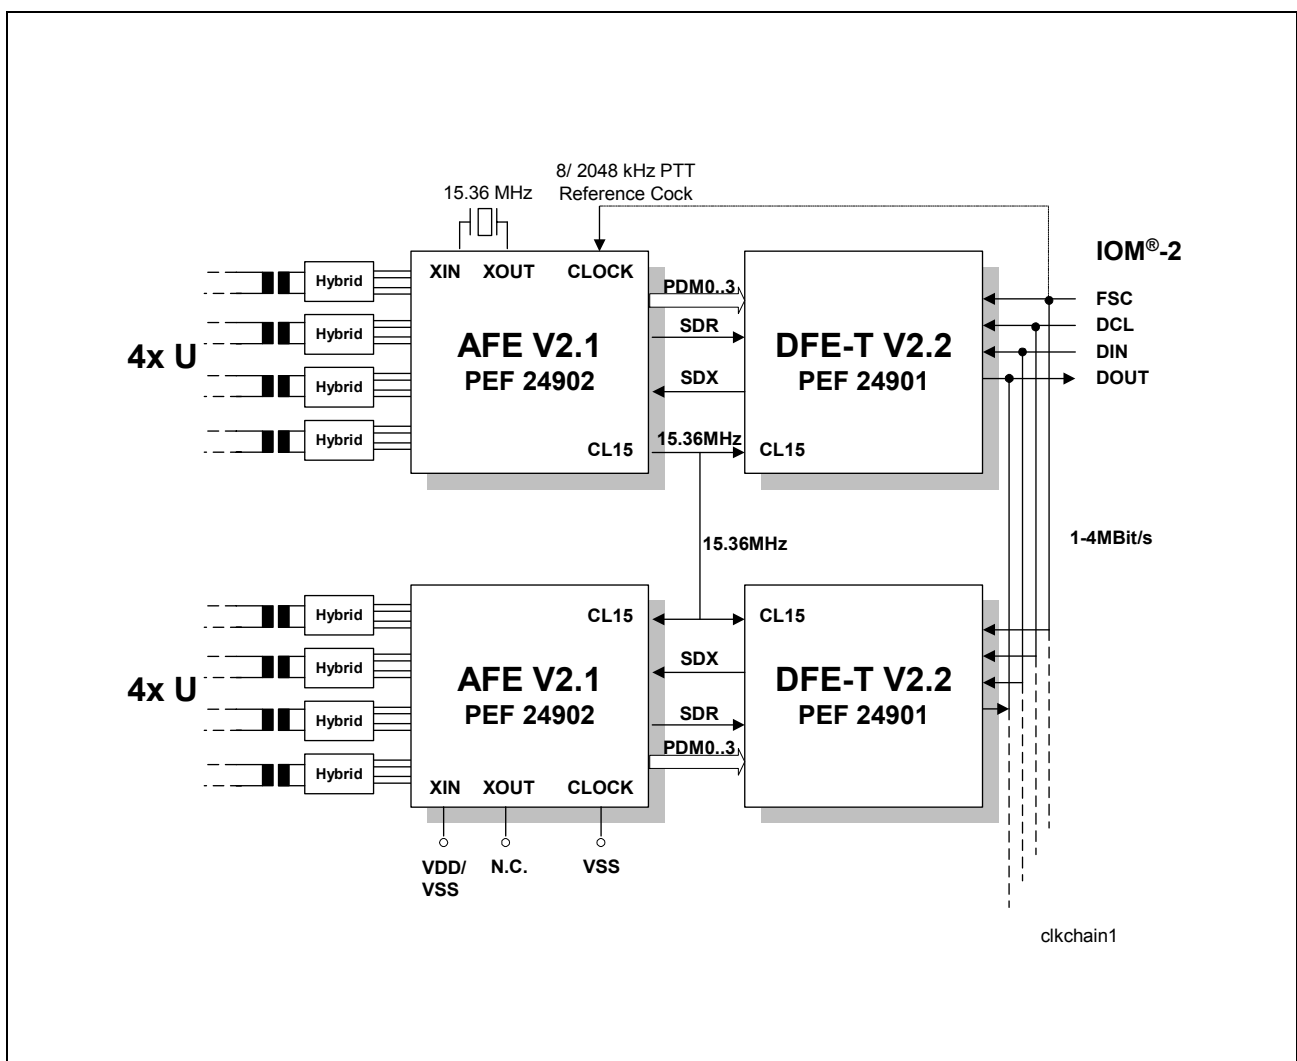 8/ 2048 kHz PTT
Reference Cock
15.36 MHz
IOM®-2
XIN XOUT CLOCK
Hybrid
PDM0..3
FSC
DCL
DIN
DOUT
SDR
Hybrid
4x U
AFE V2.1
PEF 24902
DFE-T V2.2
PEF 24901
SDX
Hybrid
Hybrid
CL15
15.36MHz
CL15
15.36MHz
1-4MBit/s
Hybrid
CL15
CL15
SDX
Hybrid
4x U
AFE V2.1
PEF 24902
DFE-T V2.2
PEF 24901
SDR
Hybrid
PDM0..3
Hybrid
XIN XOUT CLOCK
VDD/
VSS
N.C.
VSS
clkchain1